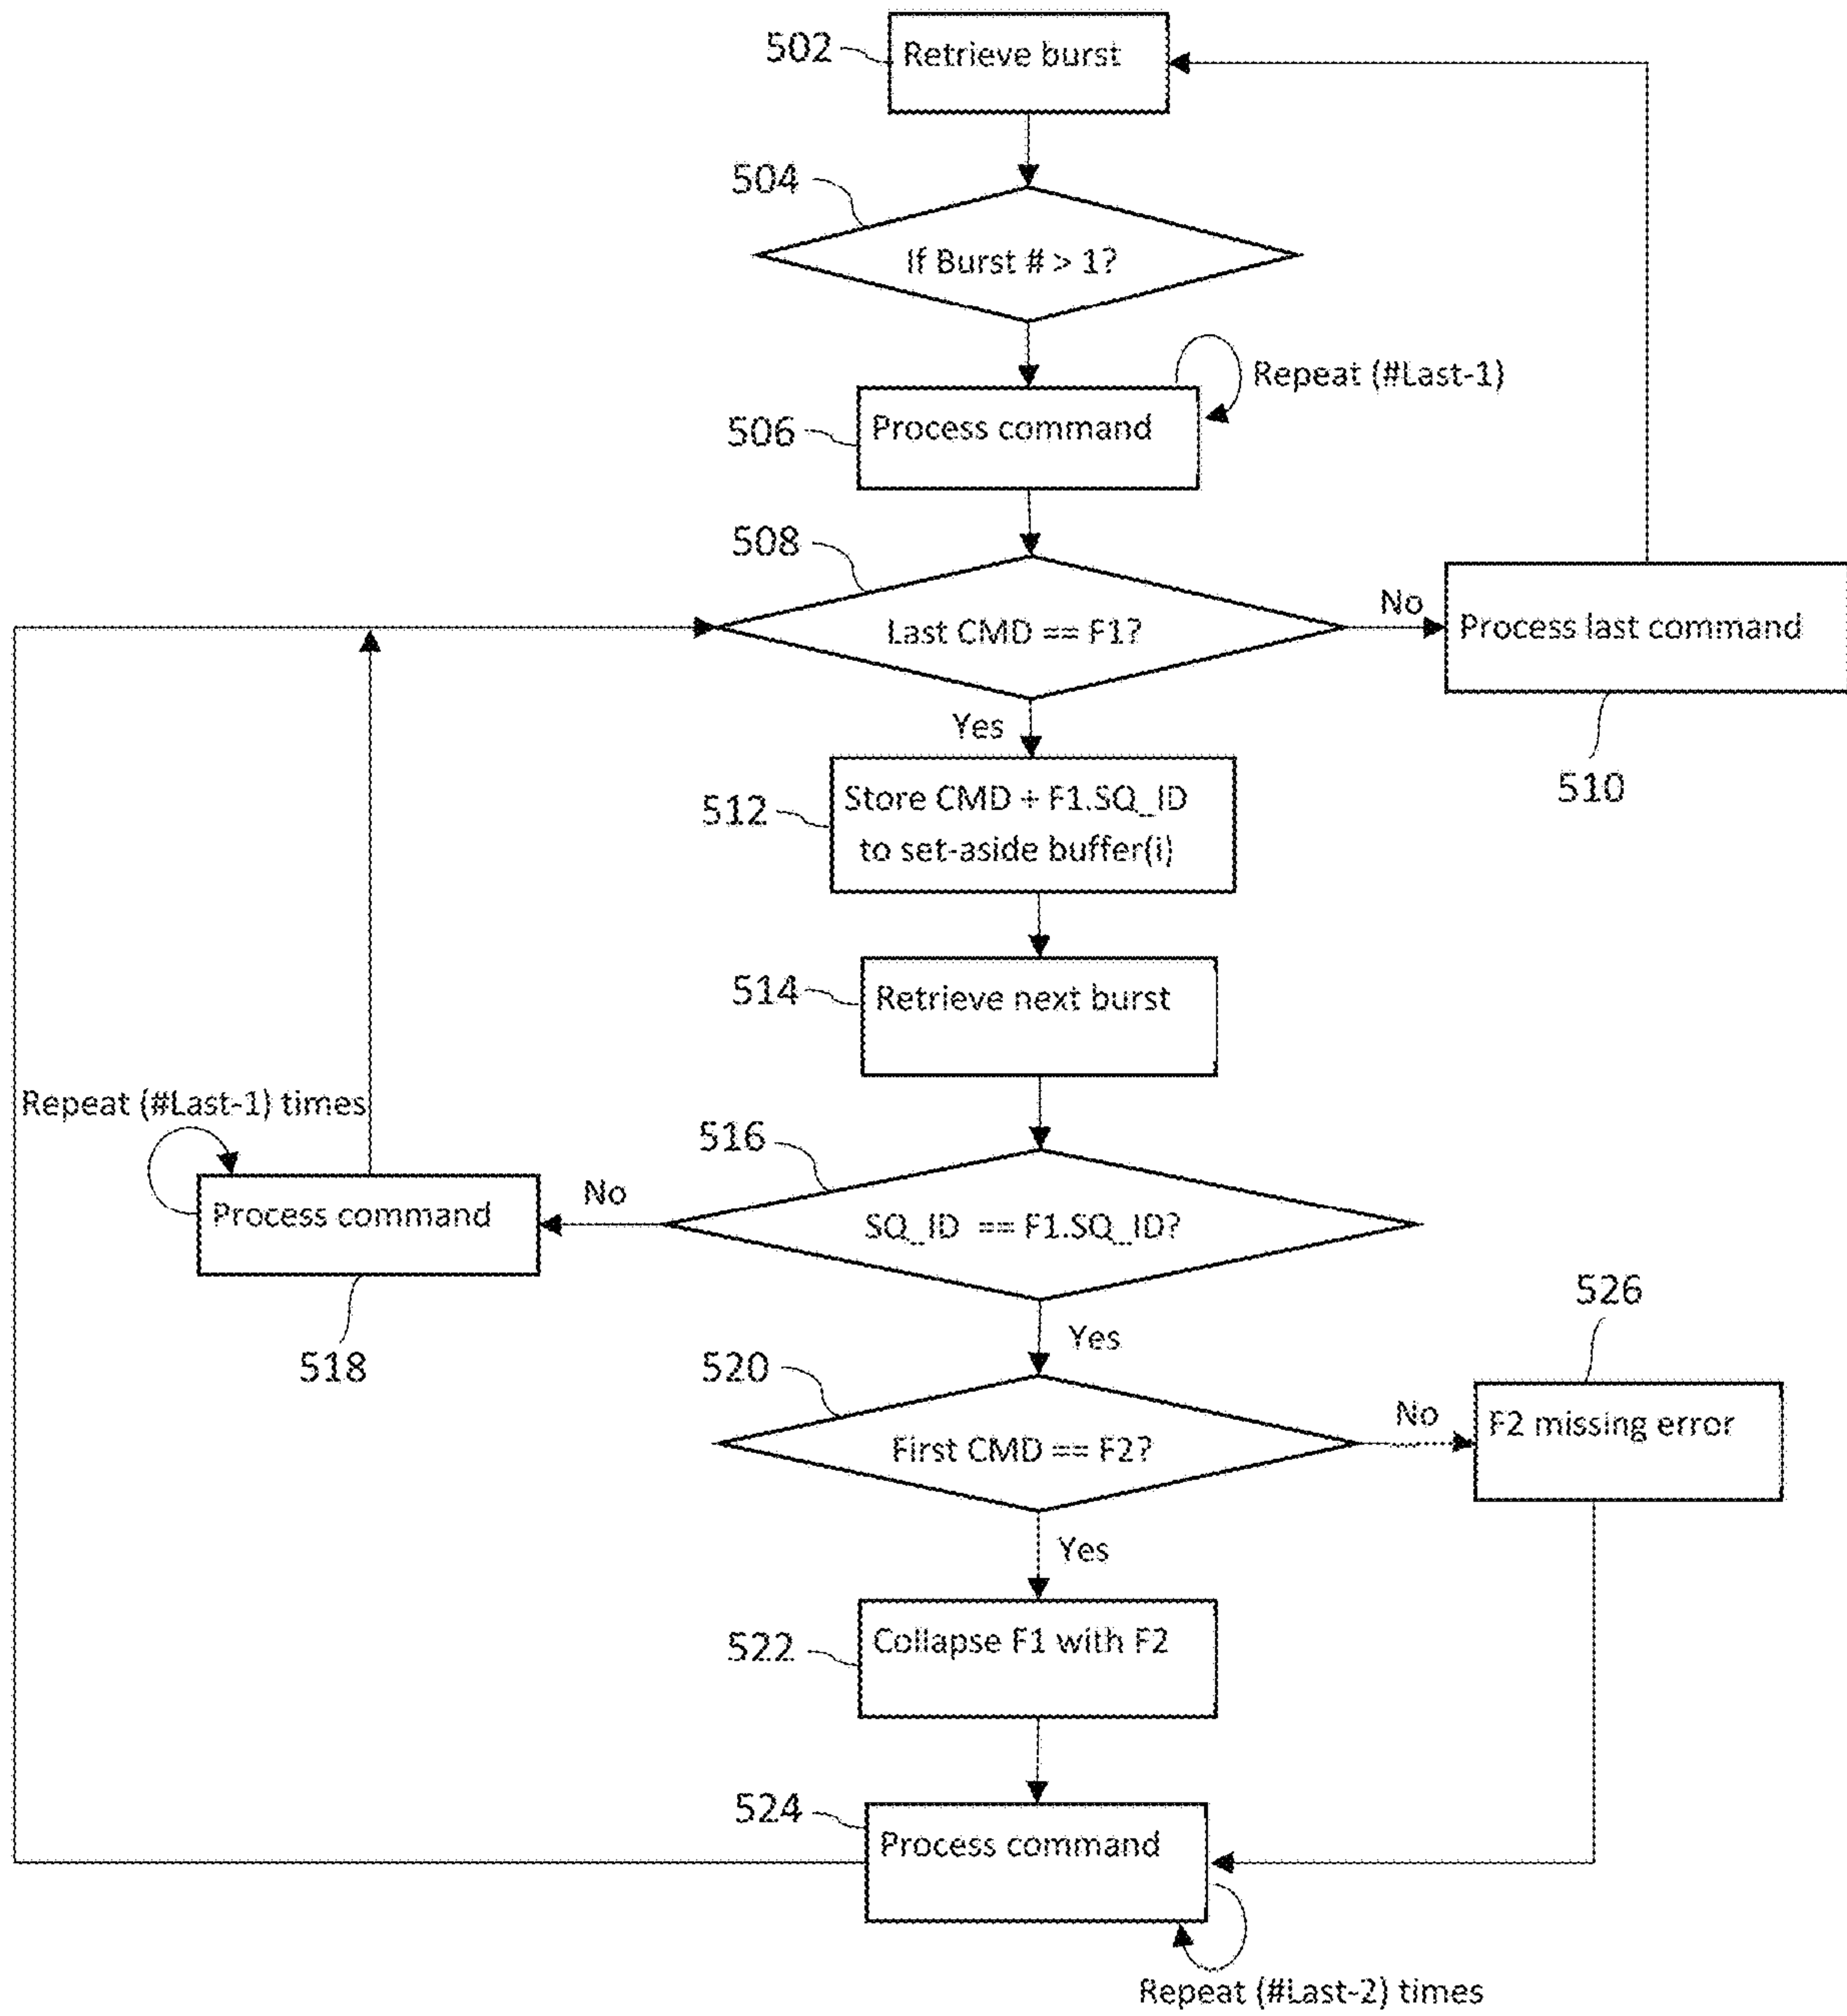 502
Retrieve burst
504
If Burst # > 1?
Repeat (#Last-1)
506
Process command
508
Last CMD == F1?
No
Process last command
510
Yes
512
Store CMD + F1.SQ_ID
to set-aside buffer(i)
514
Retrieve next burst
Repeat (#Last-1) times
516
Process command
No
SQ_ID == F1.SQ_ID?
518
Yes
526
520
First CMD == F2?
No
F2 missing error
Yes
522
Collapse F1 with F2
524
Process command
Repeat (#Last-2) times